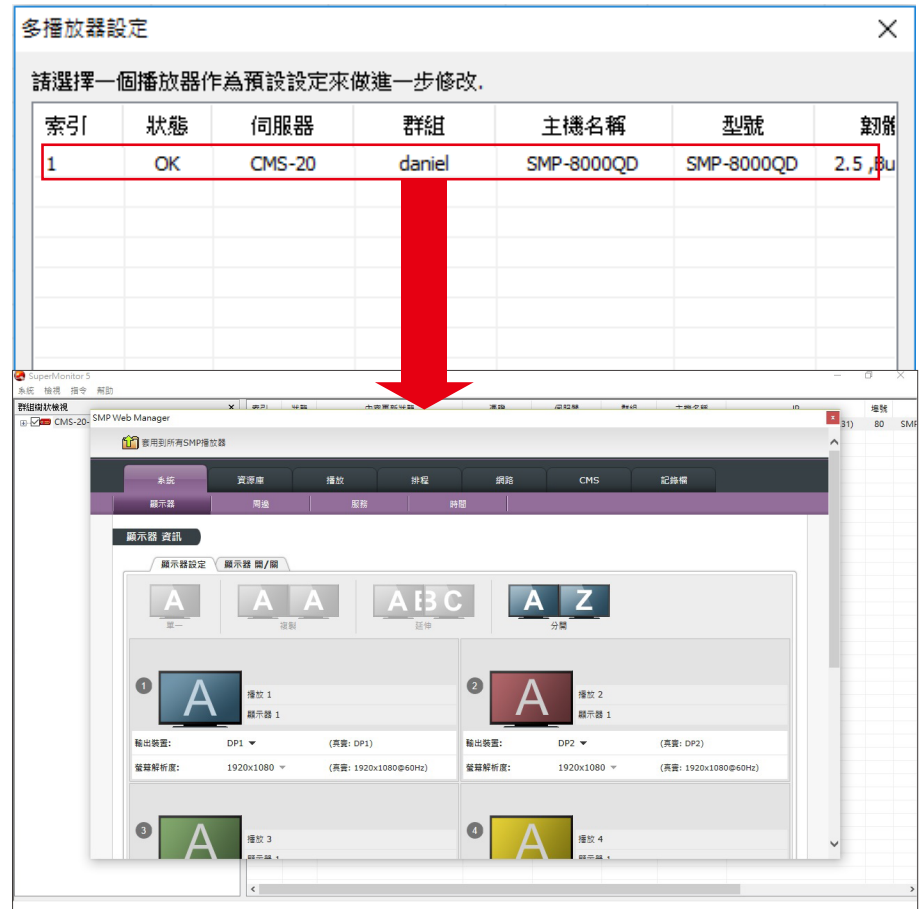 多播放器設定
請選擇一個播放器作為預設設定來做進一步修改.
索引 狀態 伺服器 群組 主機名稱 型號
1 OK CMS-20 daniel SMP-8000QD SMP-8000QD 2.5 ,Bu
SuperMonitor 5
系統 檢視 指令 幫助
群組樹狀檢視
CMS-20-
31) 80 SMP
SMP Web Manager
套用到所有SMP播放器
系統 資源庫 播放 排程 網路 CMS 記錄檔
顯示器 周邊 服務 時間
顯示器 資訊
顯示器設定 顯示器 開/關
A A A A B C A Z
單一 複製 延伸 分開
1 A 播放 1 2 A 播放 2
顯示器 1 顯示器 1
輸出裝置: DP1 (真實: DP1) 輸出裝置: DP2 (真實: DP2)
螢幕解析度: 1920x1080 (真實: 1920x1080@60Hz) 螢幕解析度: 1920x1080 (真實: 1920x1080@60Hz)
3 A 播放 3 4 A 播放 4